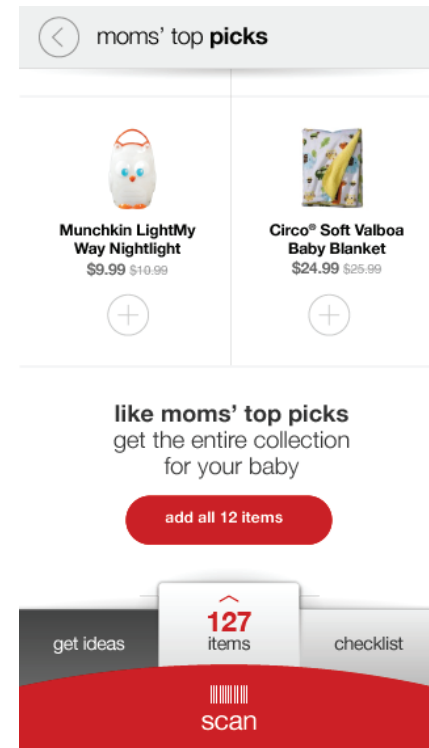 moms' top picks
Munchkin LightMy
Way Nightlight
$9.99 $10.99
Circo® Soft Valboa
Baby Blanket
$24.99 $25.99
like moms' top picks
get the entire collection
for your baby
add all 12 items
get ideas
127
items
checklist
scan